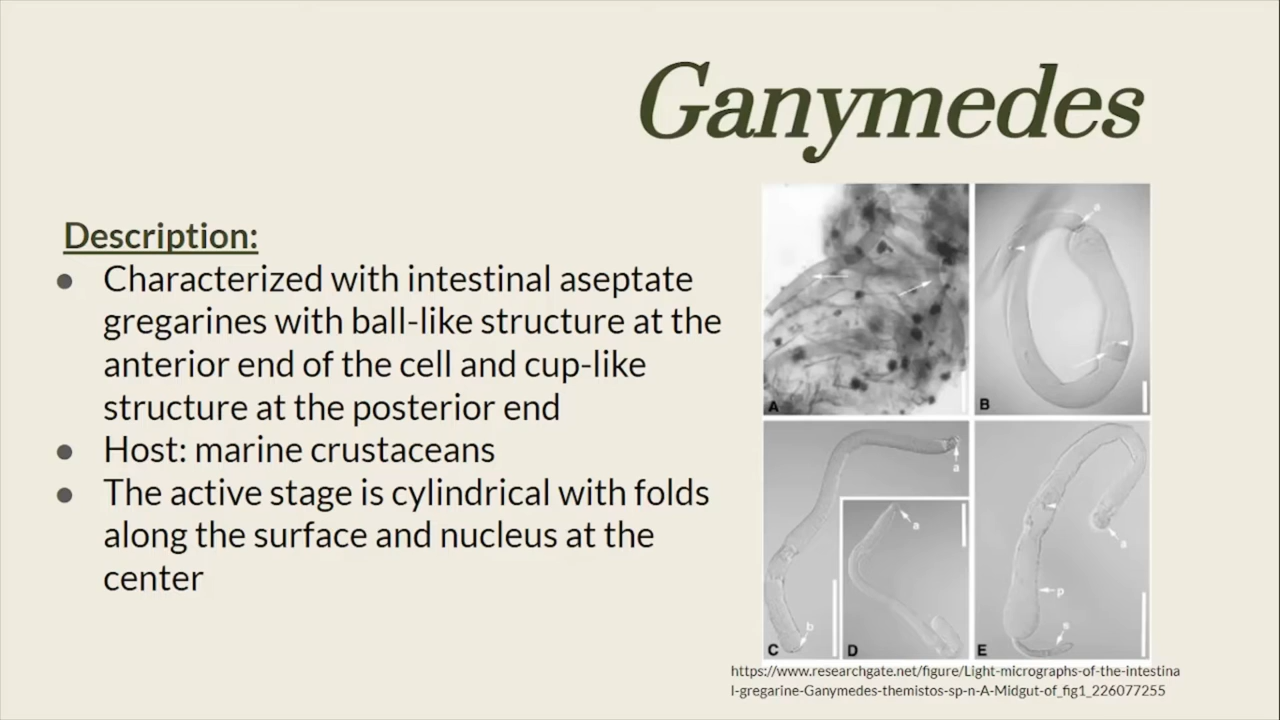 Ganymedes
Description:
● Characterized with intestinal aseptate
gregarines with ball-like structure at the
anterior end of the cell and cup-like
structure at the posterior end
● Host: marine crustaceans
● The active stage is cylindrical with folds
along the surface and nucleus at the
center
A
a
B
a
C
b
a
D
a
p
s
E
https://www.researchgate.net/figure/Light-micrographs-of-the-intestina
l-gregarine-Ganymedes-themistos-sp-n-A-Midgut-of_fig1_226077255